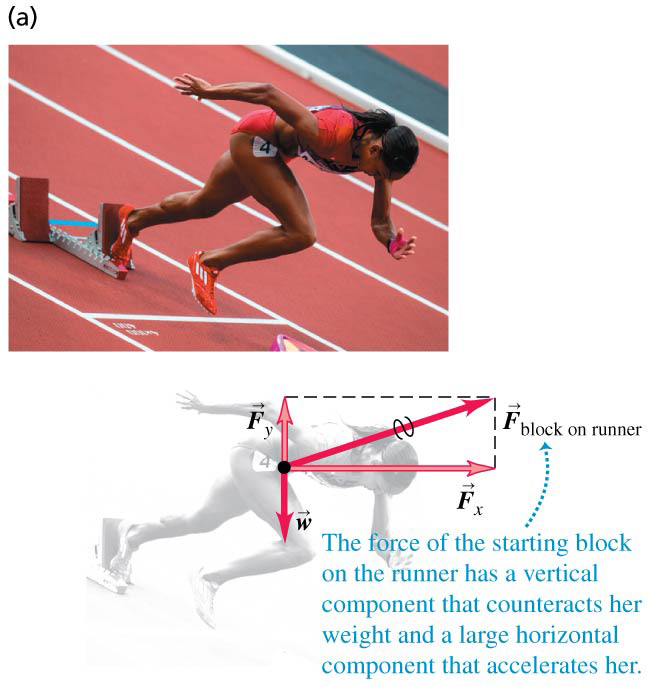 (a)
4
4
F⃗y
F⃗block on runner
F⃗x
w⃗
The force of the starting block
on the runner has a vertical
component that counteracts her
weight and a large horizontal
component that accelerates her.